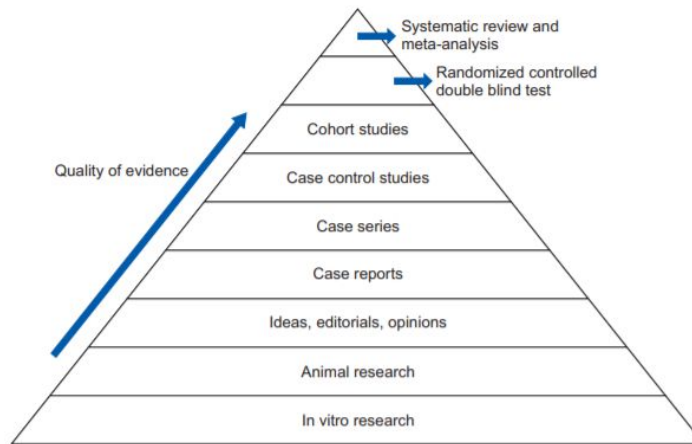 Systematic review and
meta-analysis
Randomized controlled
double blind test
Cohort studies
Quality of evidence
Case control studies
Case series
Case reports
Ideas, editorials, opinions
Animal research
In vitro research